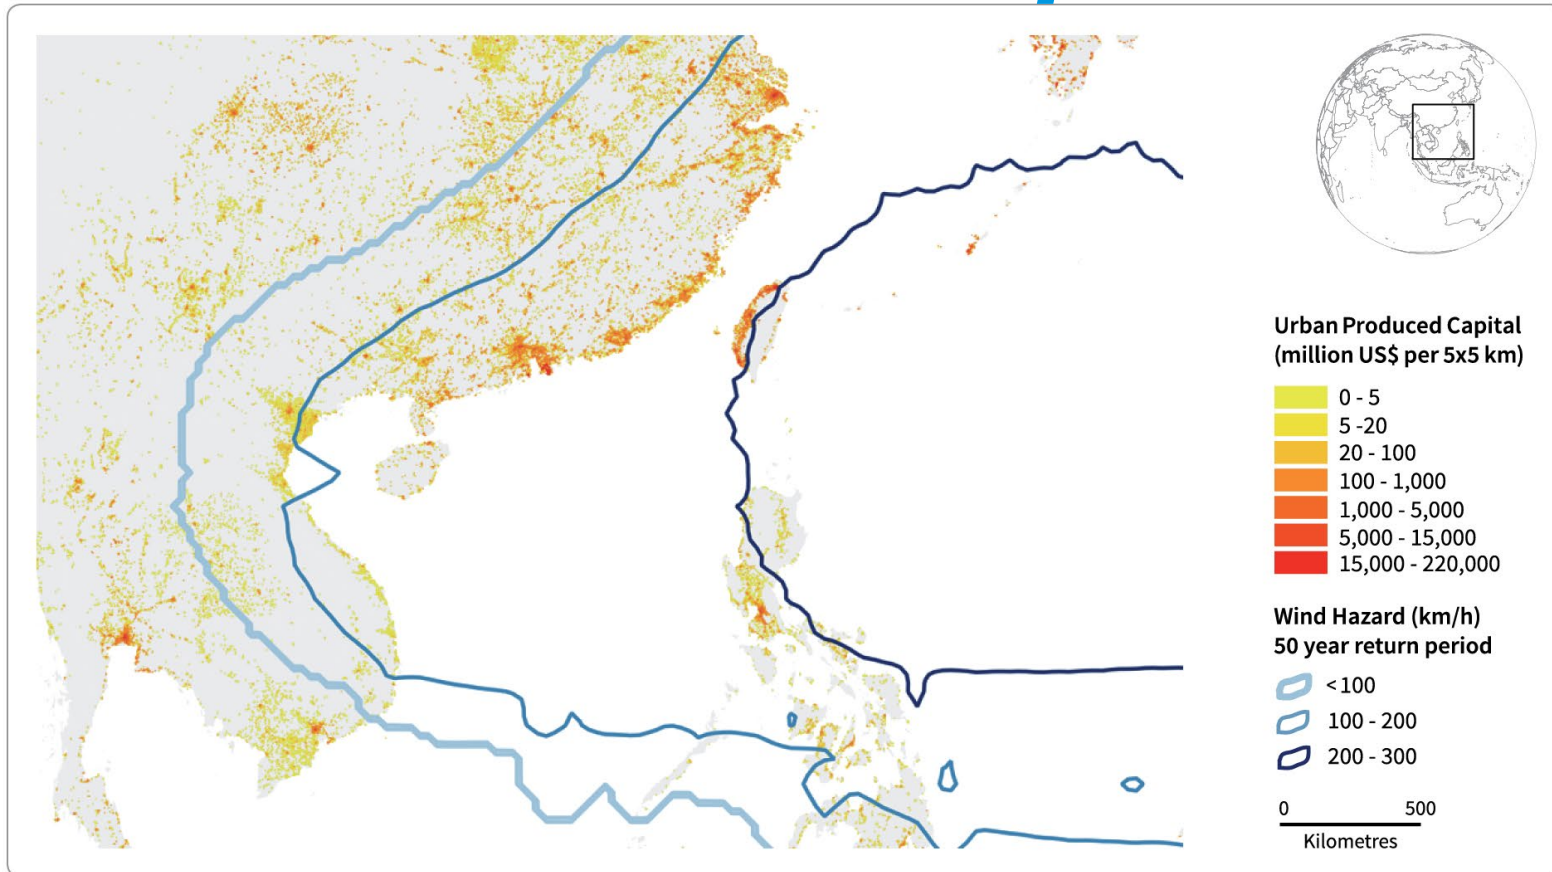 Urban Produced Capital
(million US$ per 5x5 km)
0 - 5
5 -20
20 - 100
100 - 1,000
1,000 - 5,000
5,000 - 15,000
15,000 - 220,000
Wind Hazard (km/h)
50 year return period
< 100
100 - 200
200 - 300
0 500
Kilometres